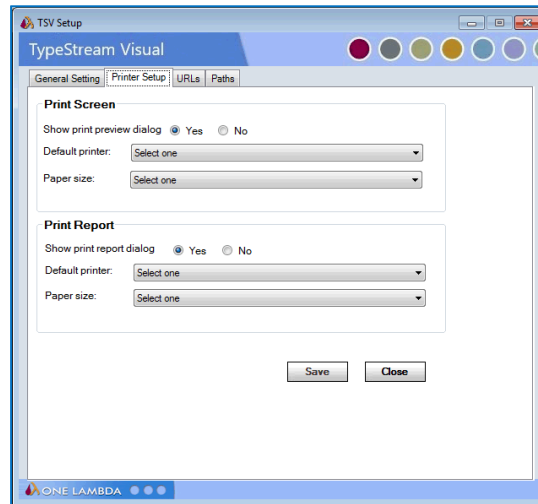 TSV Setup
TypeStream Visual
General Setting Printer Setup URLs Paths
Print Screen
Show print preview dialog Yes No
Default printer: Select one
Paper size: Select one
Print Report
Show print report dialog Yes No
Default printer: Select one
Paper size: Select one
Save Close
ONE LAMBDA